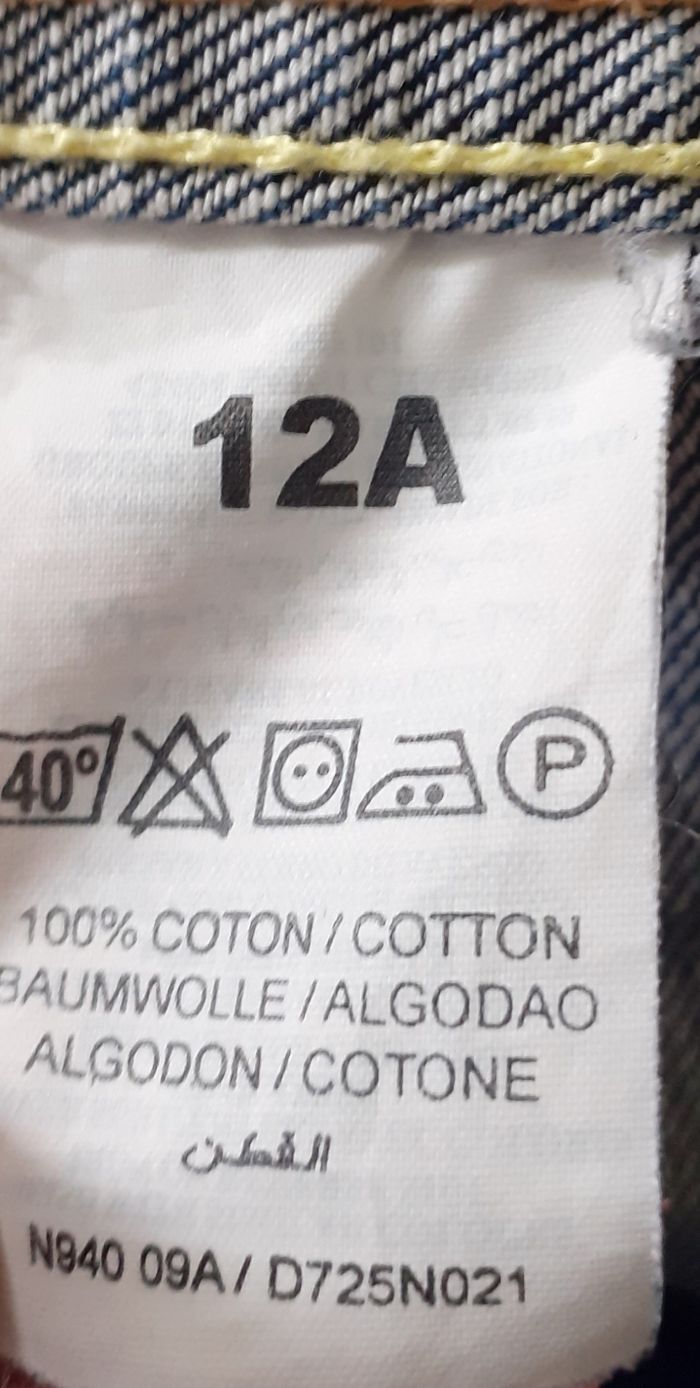 12A
40°
P
100% COTON / COTTON
BAUMWOLLE / ALGODAO
ALGODON / COTONE
القطن
N940 09A / D725N021